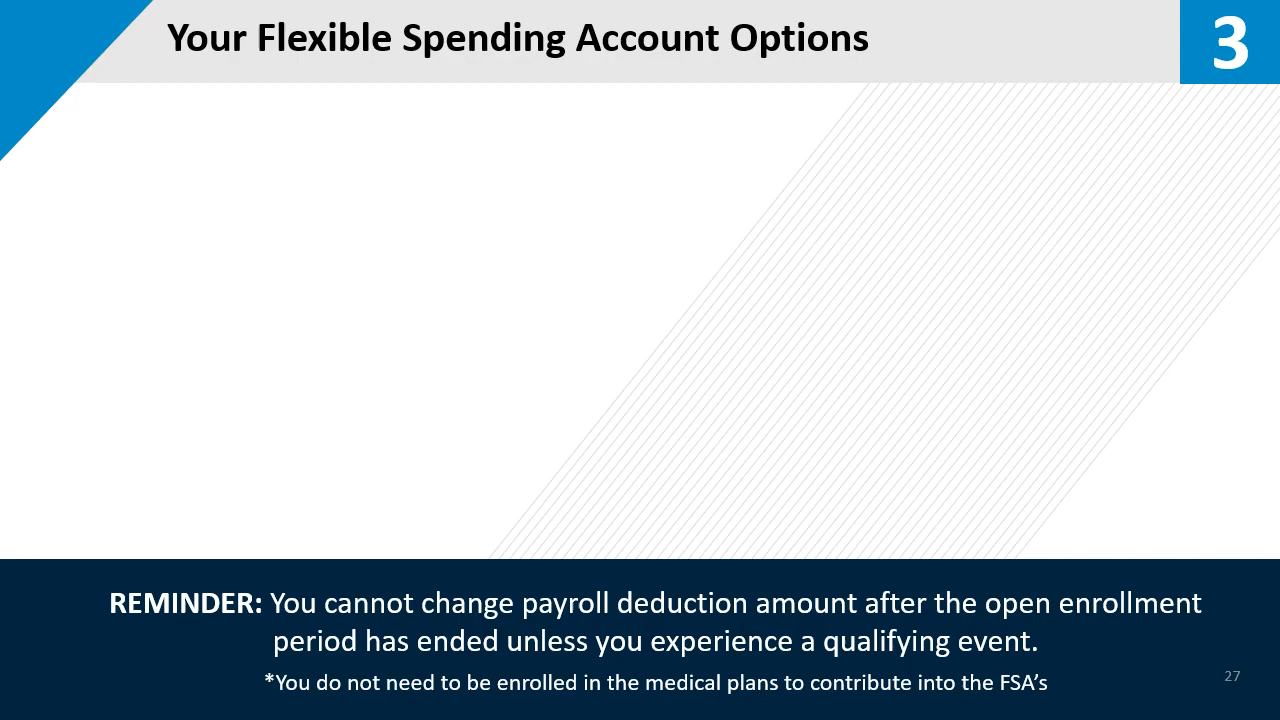 Your Flexible Spending Account Options
3
REMINDER: You cannot change payroll deduction amount after the open enrollment
period has ended unless you experience a qualifying event.
*You do not need to be enrolled in the medical plans to contribute into the FSA’s
27